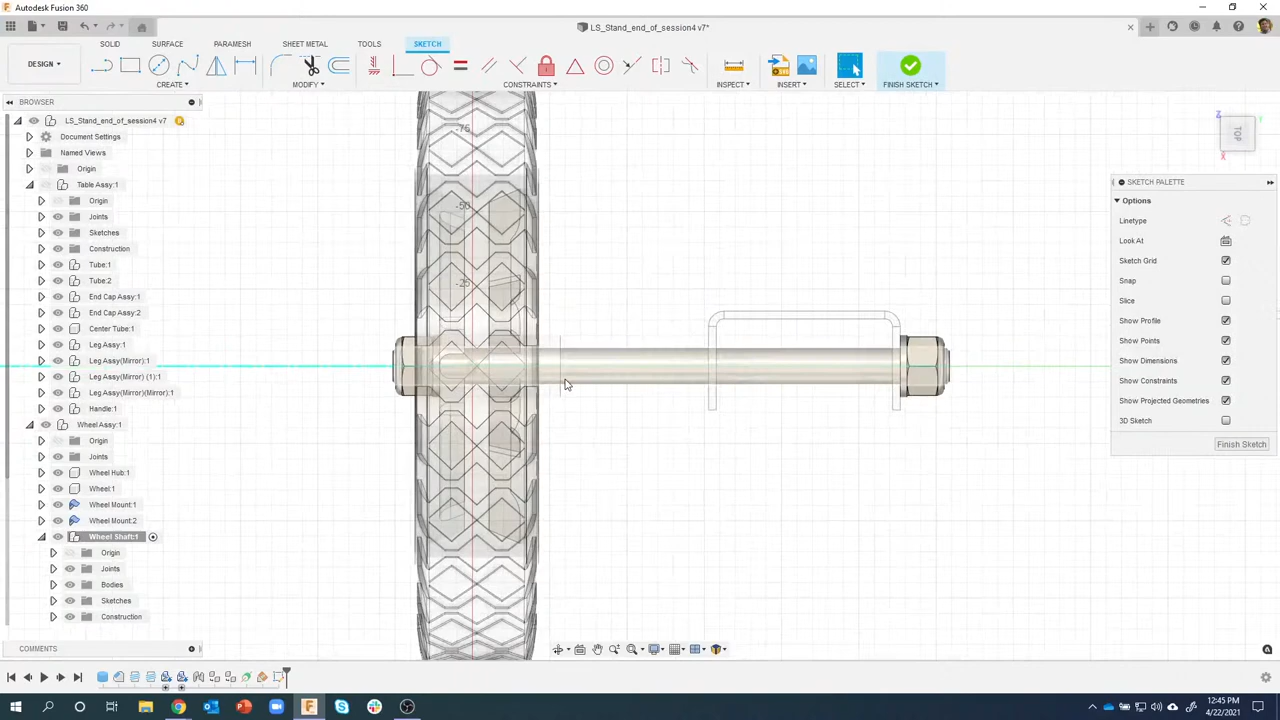 Autodesk Fusion 360
LS_Stand_end_of_session4 v7*
SOLID SURFACE PARAMESH SHEET METAL TOOLS SKETCH
DESIGN
CREATE MODIFY CONSTRAINTS INSPECT INSERT SELECT FINISH SKETCH
BROWSER
LS_Stand_end_of_session4 v7
Document Settings
Named Views
Origin
Table Assy:1
Origin
Joints
Sketches
Construction
Tube:1
Tube:2
End Cap Assy:1
End Cap Assy:2
Center Tube:1
Leg Assy:1
Leg Assy(Mirror):1
Leg Assy(Mirror) (1):1
Leg Assy(Mirror)(Mirror):1
Handle:1
Wheel Assy:1
Origin
Joints
Wheel Hub:1
Wheel:1
Wheel Mount:1
Wheel Mount:2
Wheel Shaft:1
Origin
Joints
Bodies
Sketches
Construction
COMMENTS
-75
-50
-25
Z
Y
TOP
X
SKETCH PALETTE
Options
Linetype
Look At
Sketch Grid
Snap
Slice
Show Profile
Show Points
Show Dimensions
Show Constraints
Show Projected Geometries
3D Sketch
Finish Sketch
12:45 PM
4/22/2021